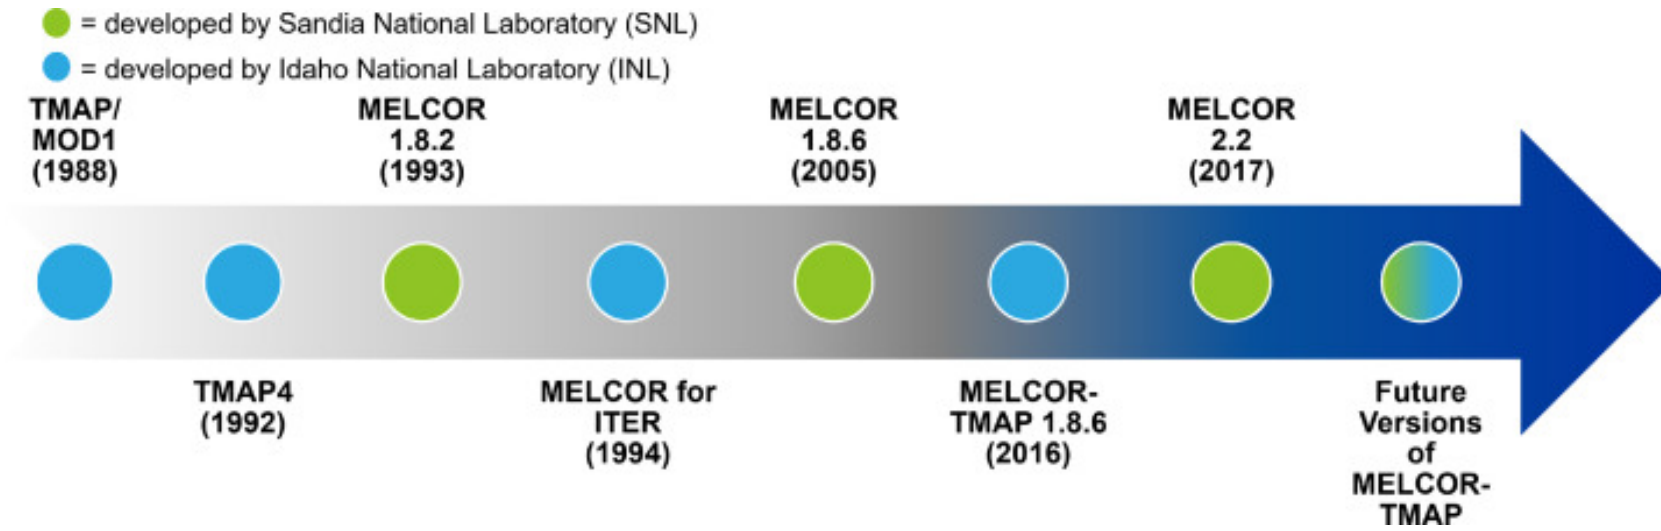 = developed by Sandia National Laboratory (SNL)
= developed by Idaho National Laboratory (INL)
TMAP/
MOD1
(1988)
MELCOR
1.8.2
(1993)
MELCOR
1.8.6
(2005)
MELCOR
2.2
(2017)
TMAP4
(1992)
MELCOR for
ITER
(1994)
MELCOR-
TMAP 1.8.6
(2016)
Future
Versions
of
MELCOR-
TMAP